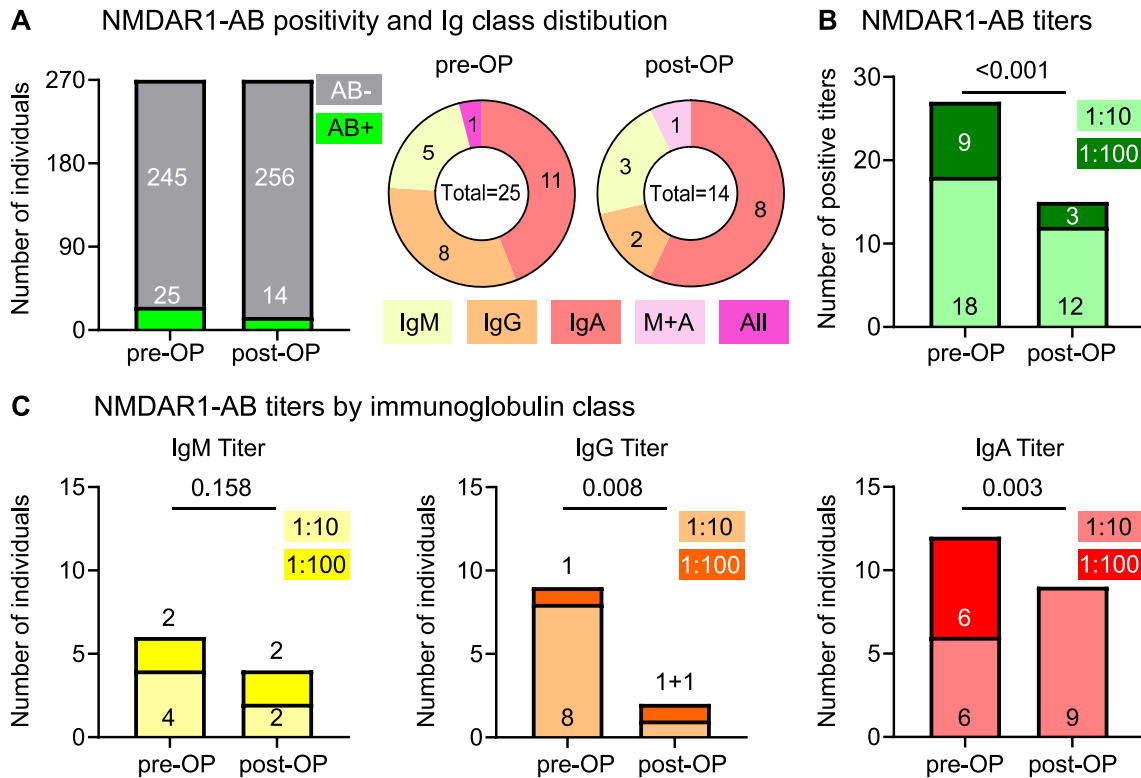 A NMDAR1-AB positivity and Ig class distibution
Number of individuals
270
180
90
0
245
25
256
14
pre-OP
post-OP
AB-
AB+
pre-OP
1
5
11
8
Total=25
post-OP
1
3
8
2
Total=14
IgM
IgG
IgA
M+A
All
B NMDAR1-AB titers
Number of positive titers
30
20
10
0
<0.001
9
18
3
12
1:10
1:100
pre-OP
post-OP
C NMDAR1-AB titers by immunoglobulin class
IgM Titer
Number of individuals
15
10
5
0
0.158
1:10
1:100
2
4
2
2
pre-OP
post-OP
IgG Titer
Number of individuals
15
10
5
0
0.008
1:10
1:100
1
8
1+1
pre-OP
post-OP
IgA Titer
Number of individuals
15
10
5
0
0.003
1:10
1:100
6
6
9
pre-OP
post-OP